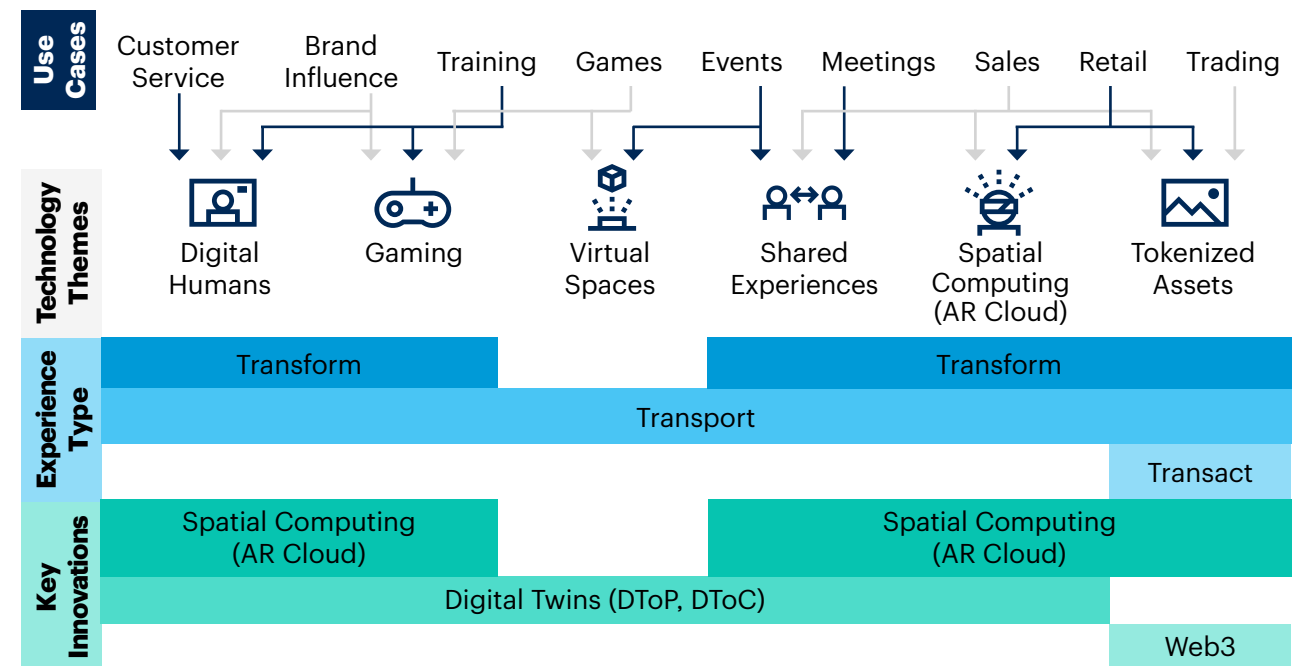 Use
Cases
Customer
Service
Brand
Influence
Training
Games
Events
Meetings
Sales
Retail
Trading
Technology
Themes
Digital
Humans
Gaming
Virtual
Spaces
Shared
Experiences
Spatial
Computing
(AR Cloud)
Tokenized
Assets
Experience
Type
Transform
Transform
Transport
Transact
Key
Innovations
Spatial Computing
(AR Cloud)
Spatial Computing
(AR Cloud)
Digital Twins (DToP, DToC)
Web3